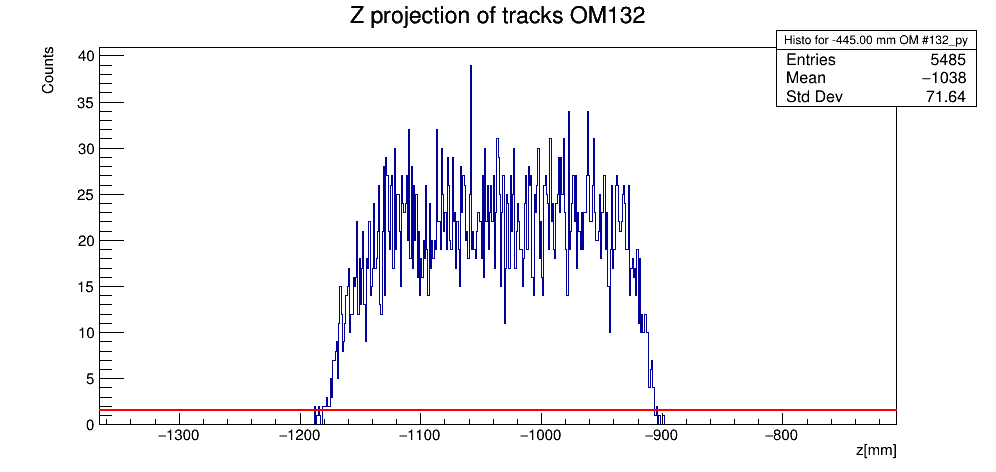 Z projection of tracks OM132
Histo for -445.00 mm OM #132_py
Entries 5485
Mean −1038
Std Dev 71.64
Counts
40
35
30
25
20
15
10
5
0
−1300 −1200 −1100 −1000 −900 −800
z[mm]